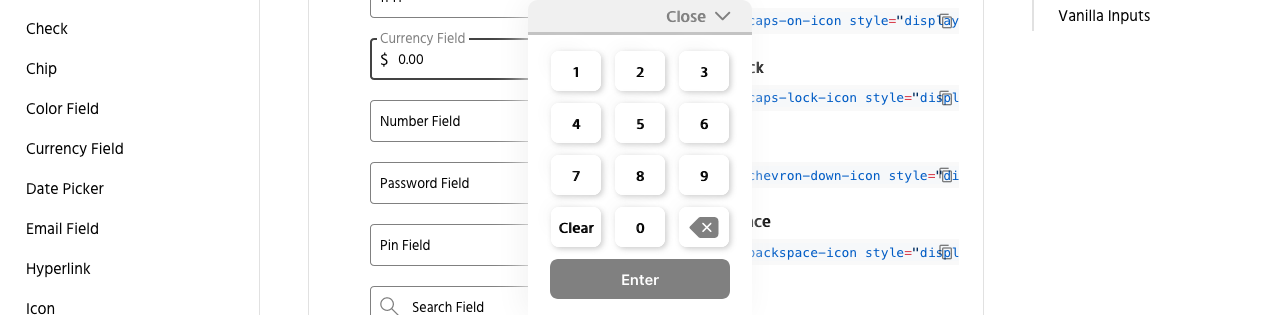 Check
Chip
Color Field
Currency Field
Date Picker
Email Field
Hyperlink
Icon
Currency Field
$ 0.00
Number Field
Password Field
Pin Field
Search Field
Close
1 2 3
4 5 6
7 8 9
Clear 0
Enter
caps-on-icon style="display
ck
caps-lock-icon style="displ
chevron-down-icon style="di
ce
backspace-icon style="displ
Vanilla Inputs